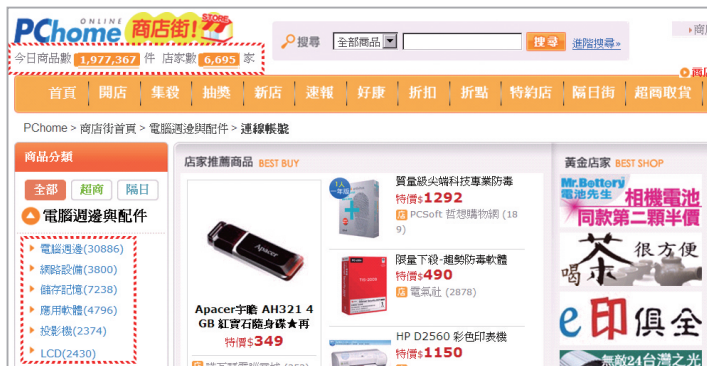 PChome ONLINE 商店街! STORE
搜尋 全部商品 搜尋 進階搜尋»
今日商品數 1,977,367 件 店家數 6,695 家
首頁 開店 集殺 抽獎 新店 速報 好康 折扣 折點 特約店 隔日街 超商取貨
PChome > 商店街首頁 > 電腦週邊與配件 > 連線帳號
商品分類
全部 超商 隔日
電腦週邊與配件
電腦週邊(30886)
網路設備(3800)
儲存記憶(7238)
應用軟體(4796)
投影機(2374)
LCD(2430)
店家推薦商品 BEST BUY
Apacer
Apacer宇瞻 AH321 4
GB 紅寶石隨身碟★再
特價$349
1人
一年版
質量級尖端科技專業防毒
特價$1292
店 PCSoft 哲想購物網 (18
9)
限量下殺-趨勢防毒軟體
特價$490
店 電氣社 (2878)
HP D2560 彩色印表機
特價$1150
黃金店家 BEST SHOP
Mr.Battery
電池先生 相機電池
同款第二顆半價
喝茶 很方便
e印俱全
無敵24台灣之光